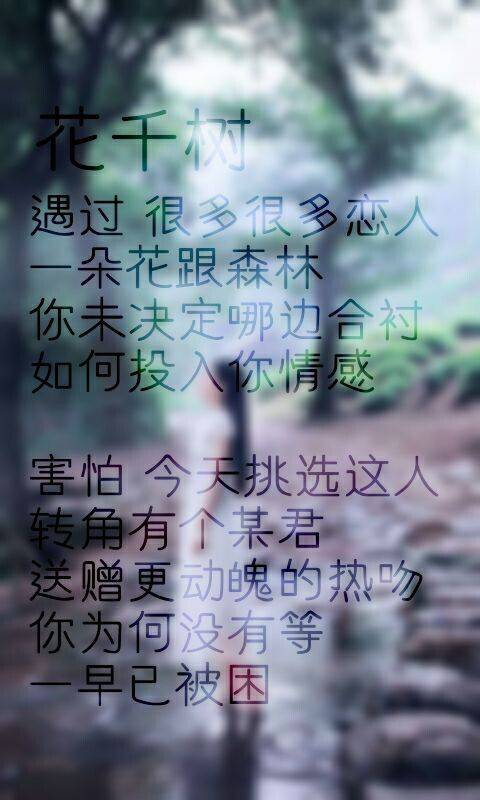 花千树
遇过 很多很多恋人
一朵花跟森林
你未决定哪边合衬
如何投入你情感
害怕 今天挑选这人
转角有个某君
送赠更动魄的热吻
你为何没有等
一早已被困